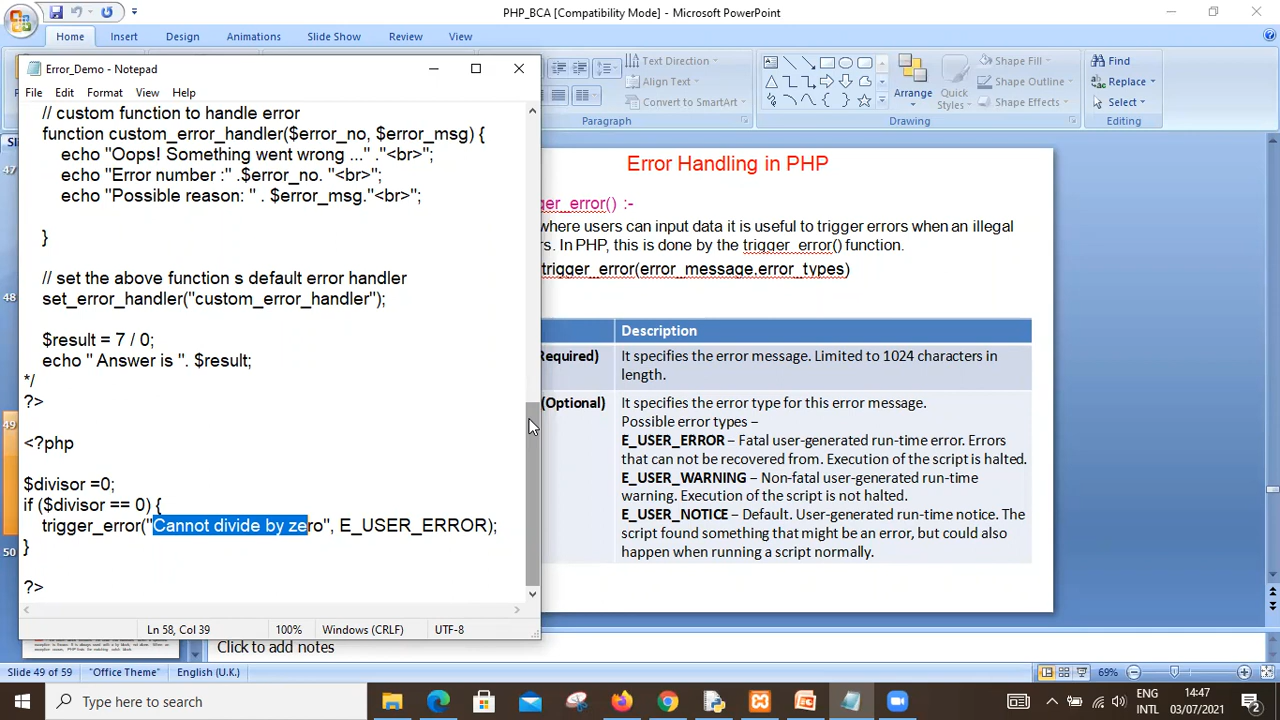 PHP_BCA [Compatibility Mode] - Microsoft PowerPoint
Home Insert Design Animations Slide Show Review View
Error_Demo - Notepad
File Edit Format View Help
// custom function to handle error
function custom_error_handler($error_no, $error_msg) {
echo "Oops! Something went wrong ..." ."<br>";
echo "Error number :" .$error_no. "<br>";
echo "Possible reason: " . $error_msg."<br>";
}
// set the above function s default error handler
set_error_handler("custom_error_handler");
$result = 7 / 0;
echo " Answer is ". $result;
*/
?>
<?php
$divisor =0;
if ($divisor == 0) {
trigger_error("Cannot divide by zero", E_USER_ERROR);
}
?>
Ln 58, Col 39 100% Windows (CRLF) UTF-8
Text Direction
Align Text
Convert to SmartArt
Paragraph
Arrange
Quick
Styles
Shape Fill
Shape Outline
Shape Effects
Drawing
Find
Replace
Select
Editing
47
48
49
50
Error Handling in PHP
ger_error() :-
where users can input data it is useful to trigger errors when an illegal
rs. In PHP, this is done by the trigger_error() function.
trigger_error(error_message,error_types)
Description
Required) It specifies the error message. Limited to 1024 characters in
length.
(Optional) It specifies the error type for this error message.
Possible error types –
E_USER_ERROR – Fatal user-generated run-time error. Errors
that can not be recovered from. Execution of the script is halted.
E_USER_WARNING – Non-fatal user-generated run-time
warning. Execution of the script is not halted.
E_USER_NOTICE – Default. User-generated run-time notice. The
script found something that might be an error, but could also
happen when running a script normally.
Click to add notes
Slide 49 of 59 "Office Theme" English (U.K.) 69%
Type here to search
ENG
INTL
14:47
03/07/2021
2